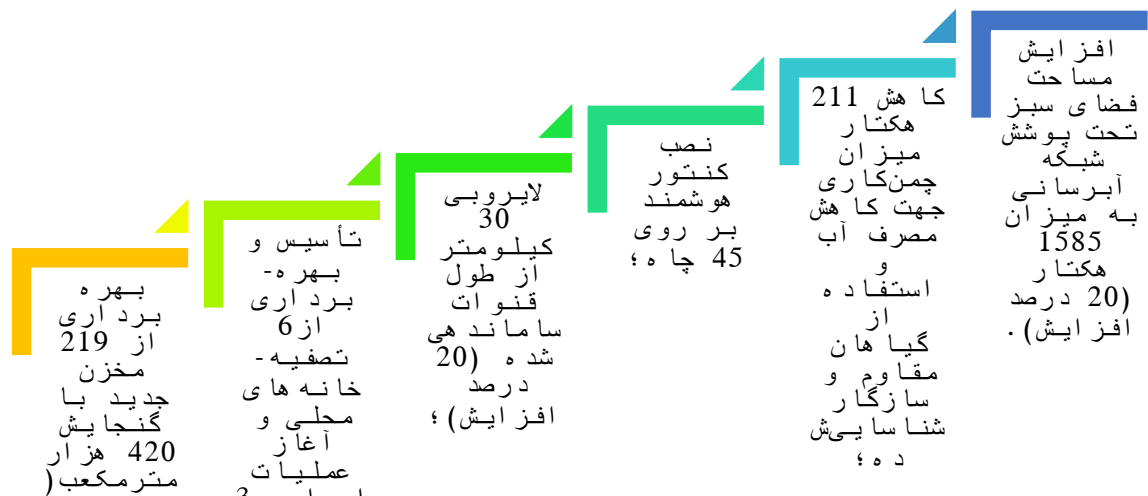 افزایش
مساحت
فضای سبز
تحت پوشش
شبکه
آبرسانی
به میزان
1585
هکتار
(20 درصد
افزایش).
کاهش 211
هکتار
میزان
چمن‌کاری
جهت کاهش
مصرف آب
و
استفاده
از
گیاهان
مقاوم و
سازگار
شناسایی‌ش
ده؛
نصب
کنتور
هوشمند
بر روی
45 چاه؛
لایروبی
30
کیلومتر
از طول
قنوات
ساماندهی
شده (20
درصد
افزایش)؛
تأسیس و
بهره-
برداری
از6
تصفیه-
خانه‌های
محلی و
آغاز
عملیات
بهره
برداری
از 219
مخزن
جدید با
گنجایش
420 هزار
مترمکعب(